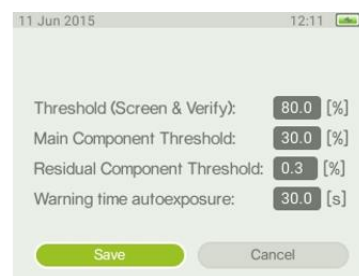 11 Jun 2015 12:11
Threshold (Screen & Verify): 80.0 [%]
Main Component Threshold: 30.0 [%]
Residual Component Threshold: 0.3 [%]
Warning time autoexposure: 30.0 [s]
Save Cancel